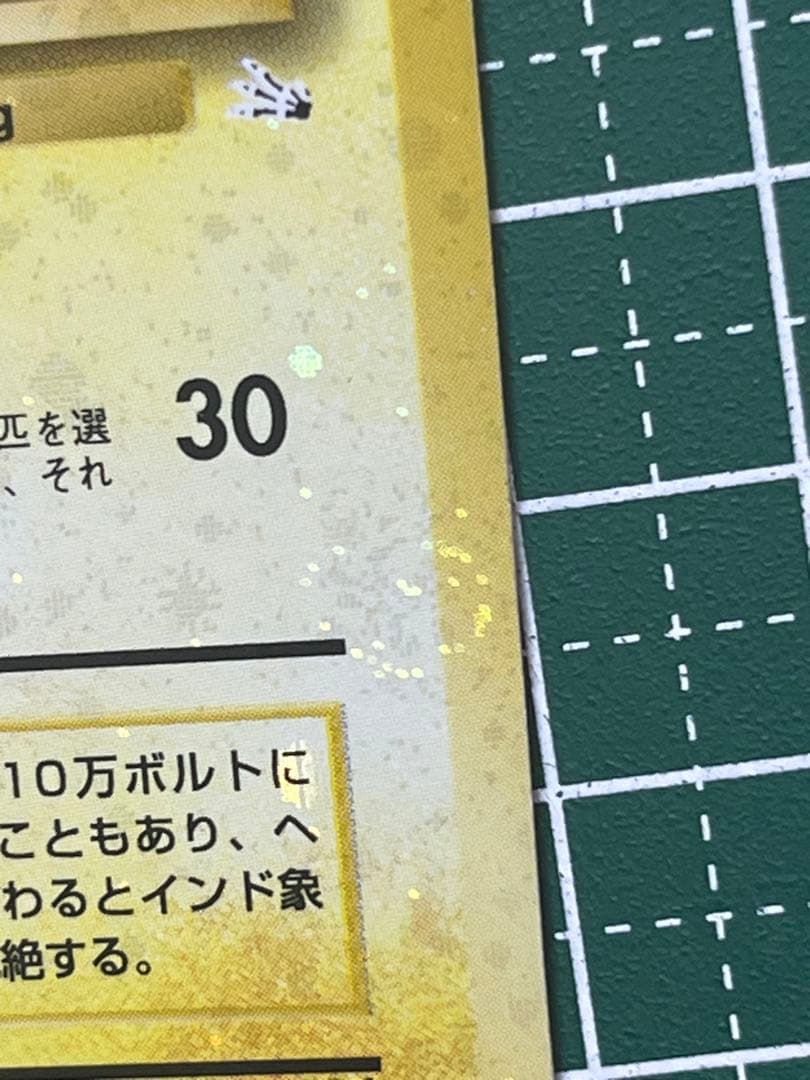 g
30
匹を選
、それ
10万ボルトに
こともあり、へ
わるとインド象
絶する。